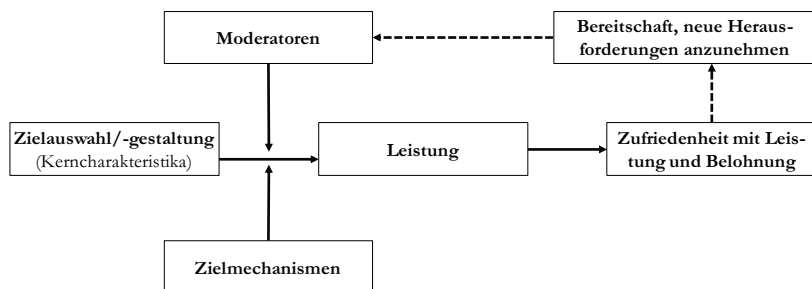 Moderatoren
Bereitschaft, neue Heraus-
forderungen anzunehmen
Zielauswahl/-gestaltung
(Kerncharakteristika)
Leistung
Zufriedenheit mit Leis-
tung und Belohnung
Zielmechanismen